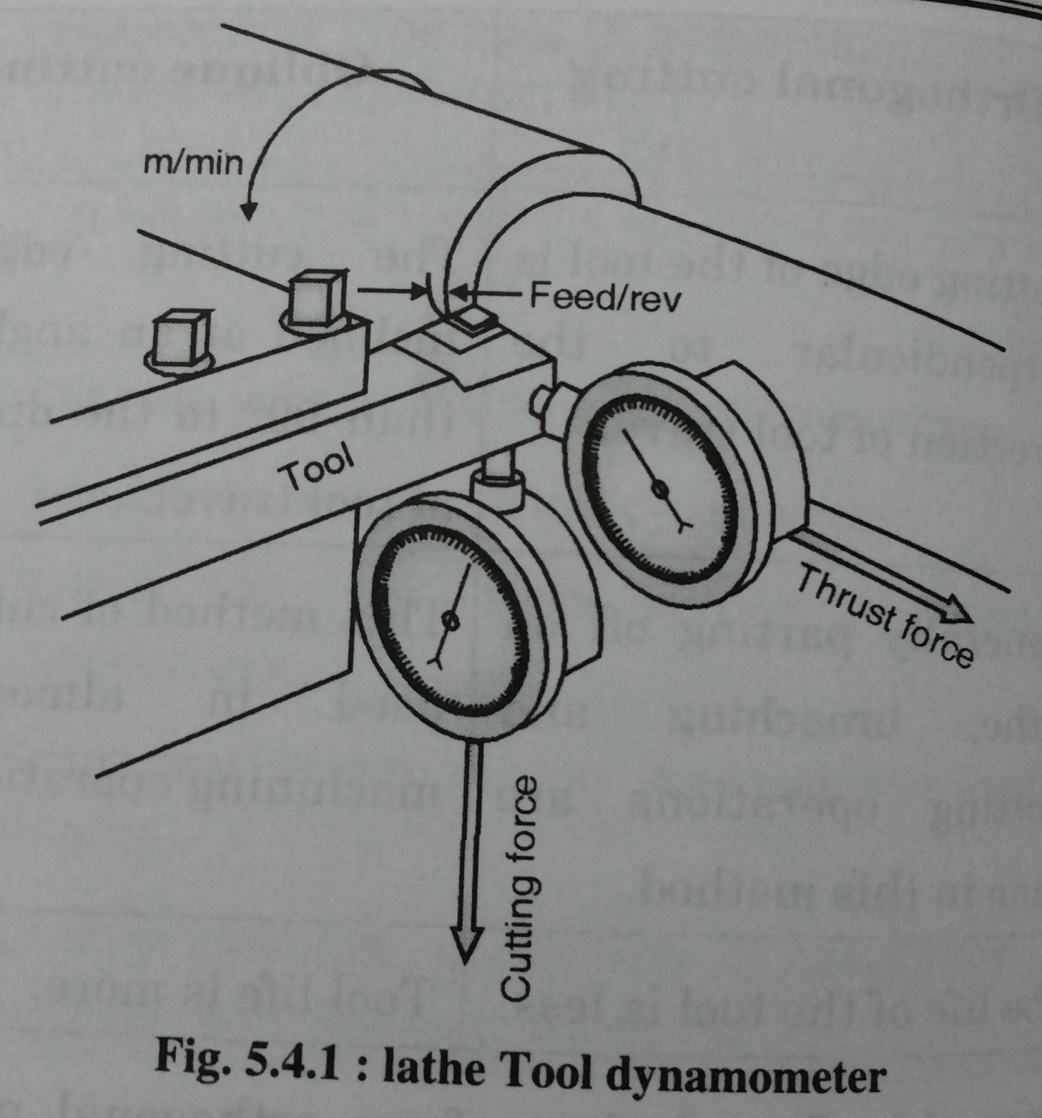 m/min
Feed/rev
Tool
Thrust force
Cutting force
Fig. 5.4.1 : lathe Tool dynamometer